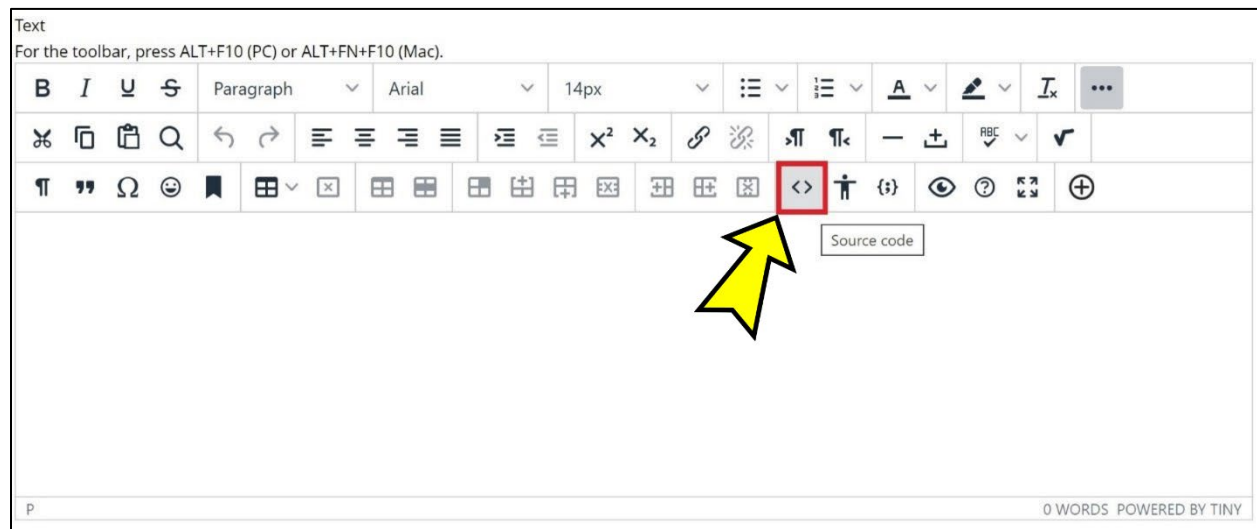 Text
For the toolbar, press ALT+F10 (PC) or ALT+FN+F10 (Mac).
B I U S Paragraph Arial 14px A Tx
X² X₂ ABC
Ω
Source code
P 0 WORDS POWERED BY TINY